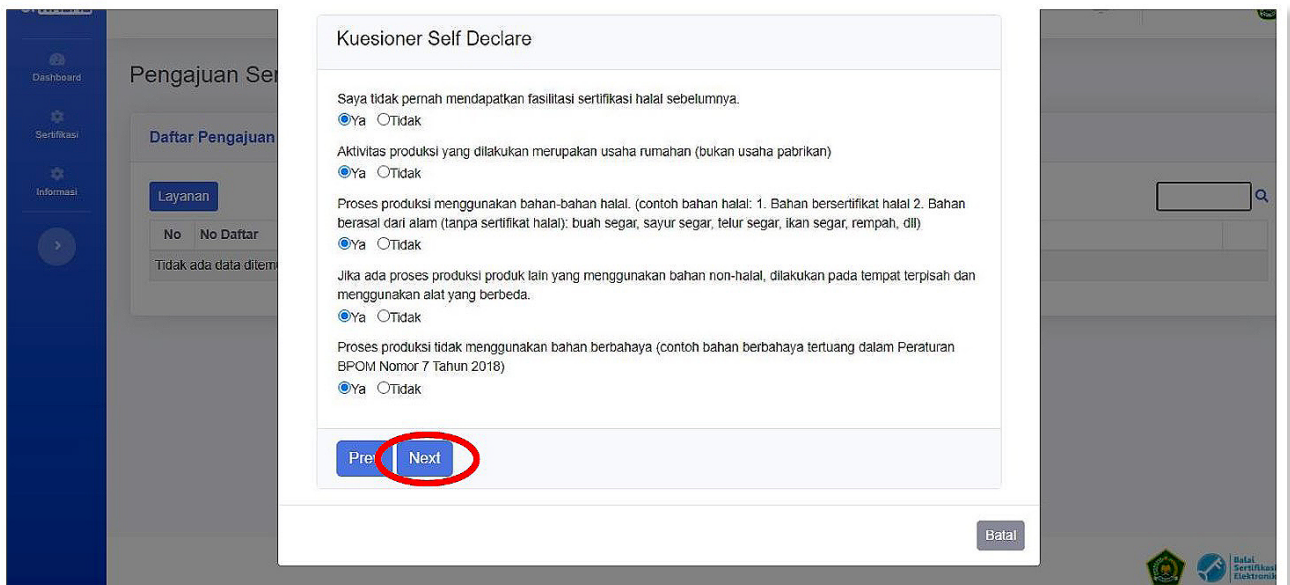 Kuesioner Self Declare
Dashboard
Pengajuan Ser
Saya tidak pernah mendapatkan fasilitasi sertifikasi halal sebelumnya.
Ya Tidak
Sertifikasi
Daftar Pengajuan
Aktivitas produksi yang dilakukan merupakan usaha rumahan (bukan usaha pabrikan)
Ya Tidak
Informasi
Layanan
Proses produksi menggunakan bahan-bahan halal. (contoh bahan halal: 1. Bahan bersertifikat halal 2. Bahan
berasal dari alam (tanpa sertifikat halal): buah segar, sayur segar, telur segar, ikan segar, rempah, dll)
Ya Tidak
No No Daftar
Tidak ada data ditem
Jika ada proses produksi produk lain yang menggunakan bahan non-halal, dilakukan pada tempat terpisah dan
menggunakan alat yang berbeda.
Ya Tidak
Proses produksi tidak menggunakan bahan berbahaya (contoh bahan berbahaya tertuang dalam Peraturan
BPOM Nomor 7 Tahun 2018)
Ya Tidak
Prev Next
Batal
Balai
Sertifikasi
Elektronik